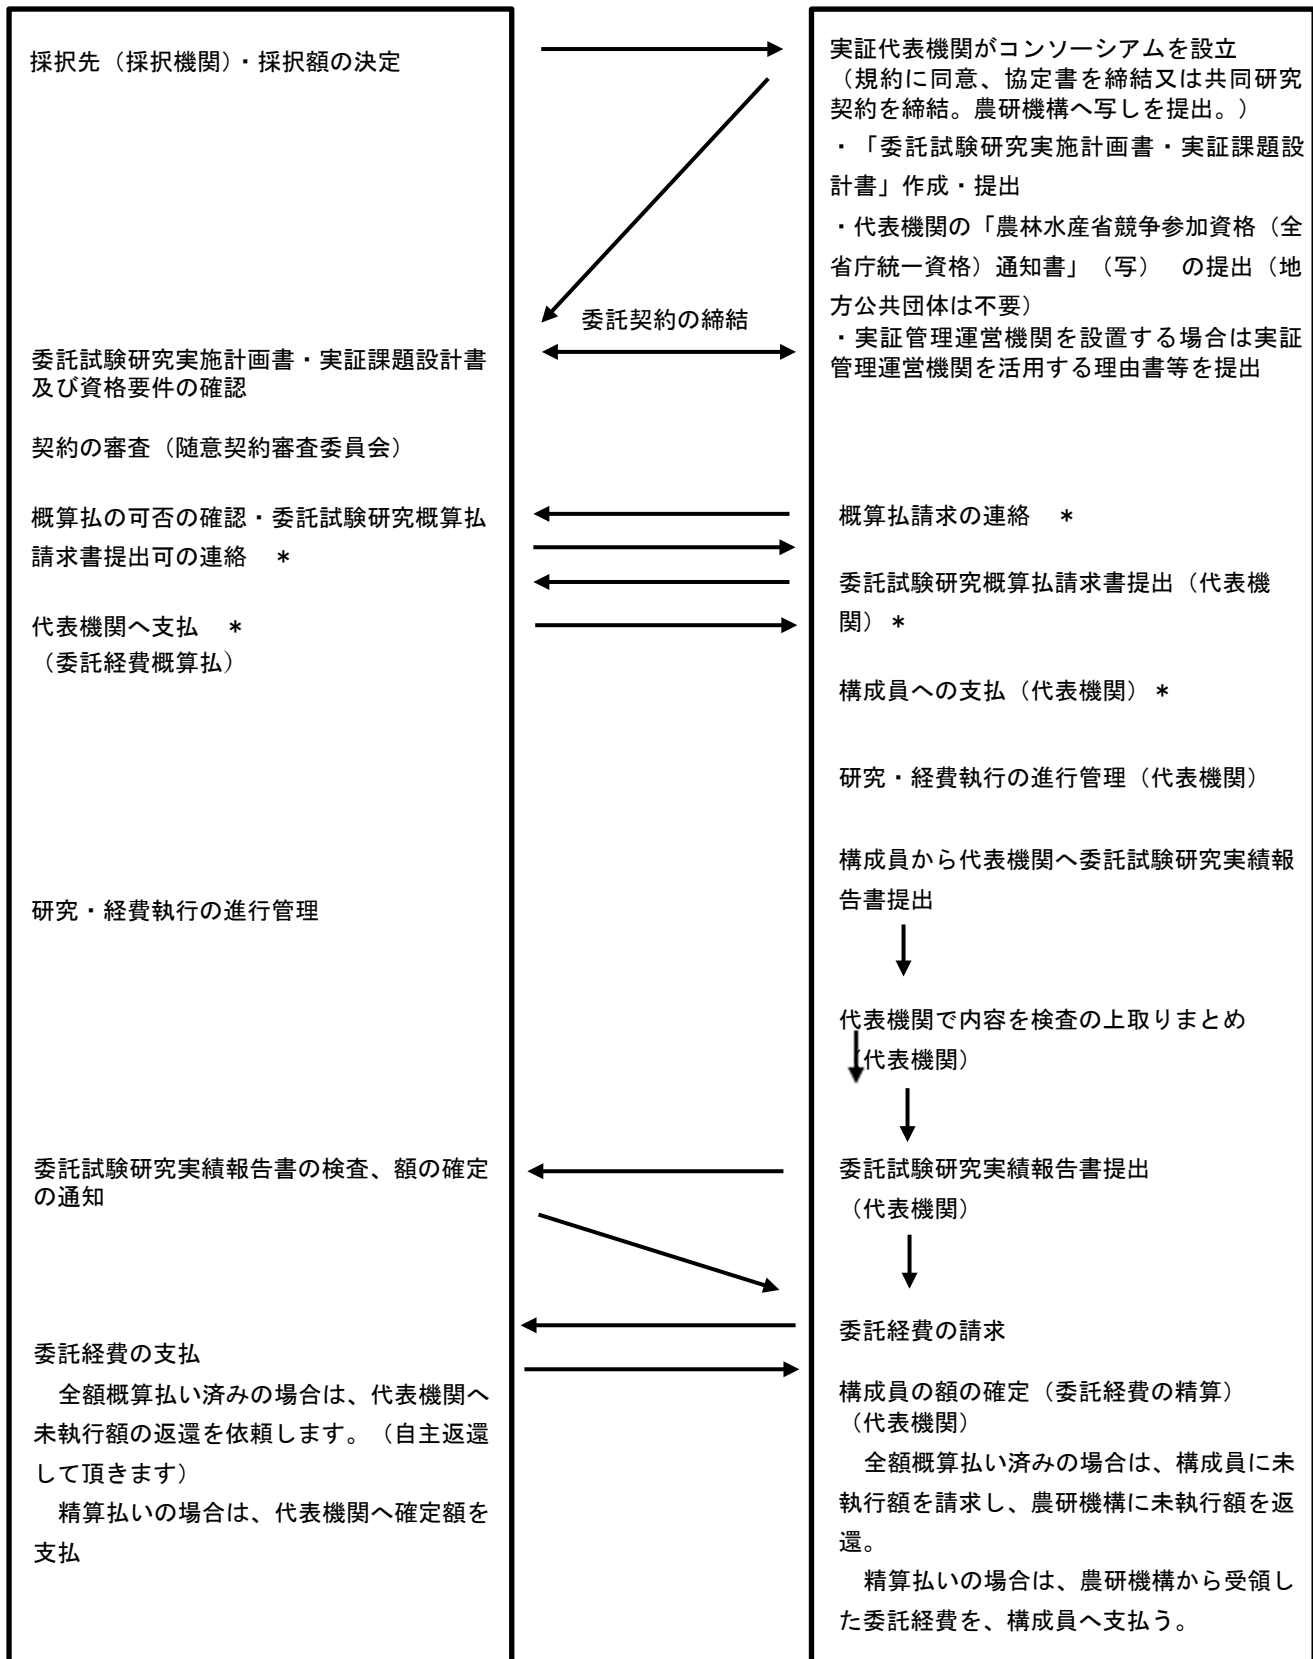 採択先（採択機関）・採択額の決定
委託試験研究実施計画書・実証課題設計書
及び資格要件の確認
契約の審査（随意契約審査委員会）
概算払の可否の確認・委託試験研究概算払
請求書提出可の連絡　*
代表機関へ支払　*
（委託経費概算払）
研究・経費執行の進行管理
委託試験研究実績報告書の検査、額の確定
の通知
委託経費の支払
　全額概算払い済みの場合は、代表機関へ
未執行額の返還を依頼します。（自主返還
して頂きます）
　精算払いの場合は、代表機関へ確定額を
支払
委託契約の締結
実証代表機関がコンソーシアムを設立
（規約に同意、協定書を締結又は共同研究
契約を締結。農研機構へ写しを提出。）
・「委託試験研究実施計画書・実証課題設
計書」作成・提出
・代表機関の「農林水産省競争参加資格（全
省庁統一資格）通知書」（写）　の提出（地
方公共団体は不要）
・実証管理運営機関を設置する場合は実証
管理運営機関を活用する理由書等を提出
概算払請求の連絡　*
委託試験研究概算払請求書提出（代表機
関）*
構成員への支払（代表機関）*
研究・経費執行の進行管理（代表機関）
構成員から代表機関へ委託試験研究実績報
告書提出
代表機関で内容を検査の上取りまとめ
（代表機関）
委託試験研究実績報告書提出
（代表機関）
委託経費の請求
構成員の額の確定（委託経費の精算）
（代表機関）
　全額概算払い済みの場合は、構成員に未
執行額を請求し、農研機構に未執行額を返
還。
　精算払いの場合は、農研機構から受領し
た委託経費を、構成員へ支払う。